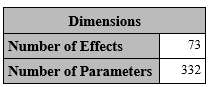 Dimensions
Number of Effects 73
Number of Parameters 332